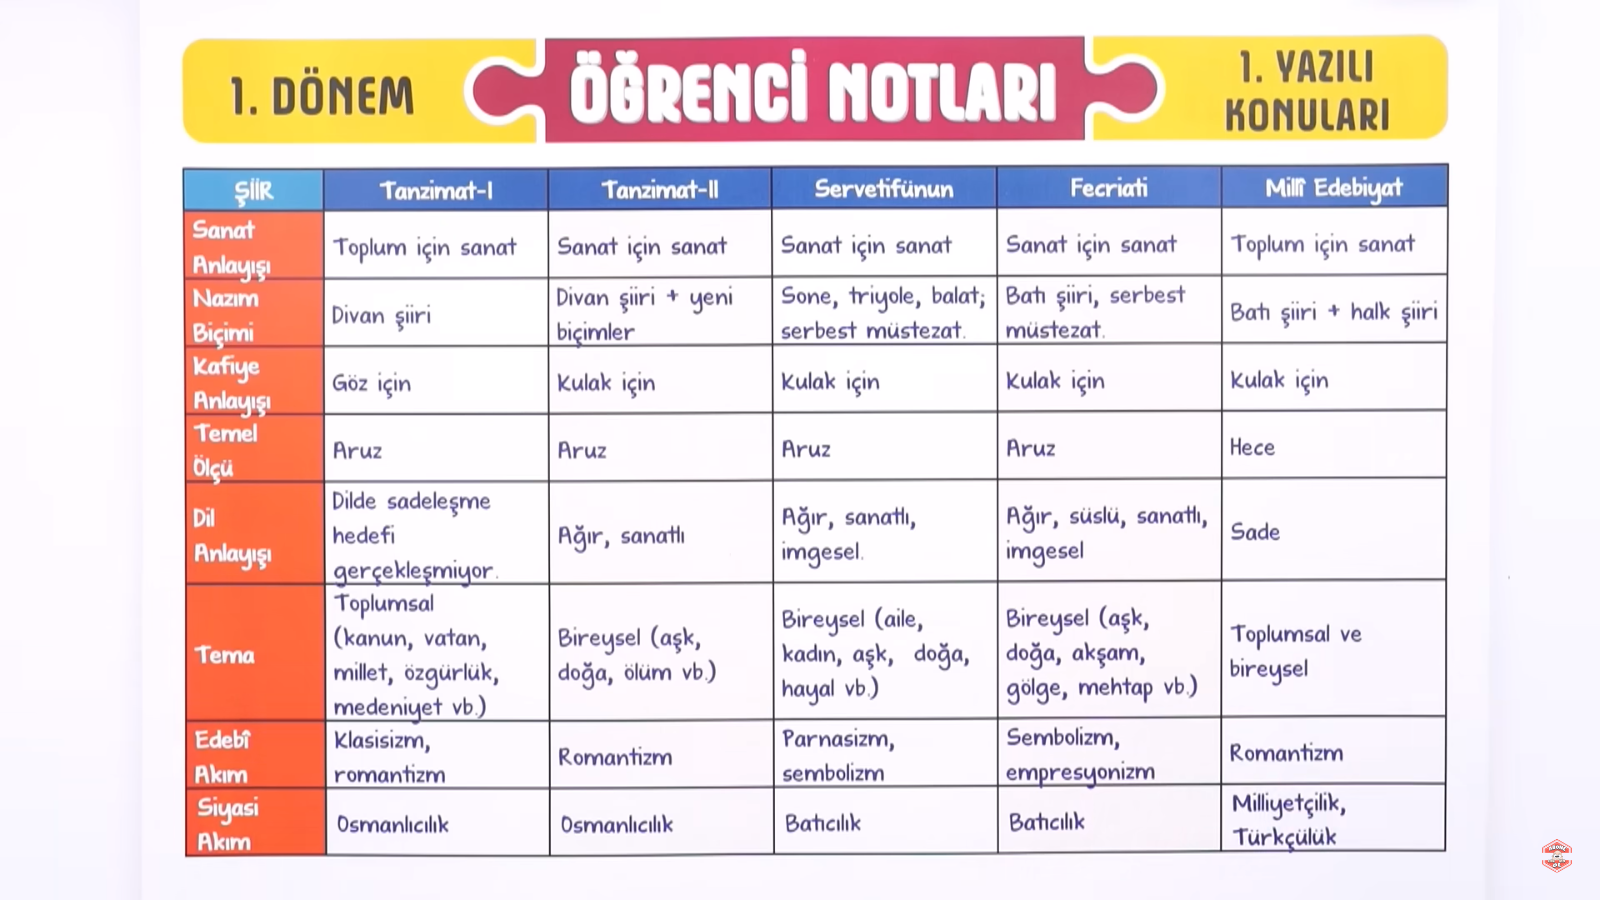 1. DÖNEM
ÖĞRENCİ NOTLARI
1. YAZILI
KONULARI
ŞİİR
Tanzimat-I
Tanzimat-II
Servetifünun
Fecriati
Millî Edebiyat
Sanat
Anlayışı
Toplum için sanat
Sanat için sanat
Sanat için sanat
Sanat için sanat
Toplum için sanat
Nazım
Biçimi
Divan şiiri
Divan şiiri + yeni
biçimler
Sone, triyole, balat;
serbest müstezat.
Batı şiiri, serbest
müstezat.
Batı şiiri + halk şiiri
Kafiye
Anlayışı
Göz için
Kulak için
Kulak için
Kulak için
Kulak için
Temel
Ölçü
Aruz
Aruz
Aruz
Aruz
Hece
Dil
Anlayışı
Dilde sadeleşme
hedefi
gerçekleşmiyor.
Ağır, sanatlı
Ağır, sanatlı,
imgesel.
Ağır, süslü, sanatlı,
imgesel
Sade
Tema
Toplumsal
(kanun, vatan,
millet, özgürlük,
medeniyet vb.)
Bireysel (aşk,
doğa, ölüm vb.)
Bireysel (aile,
kadın, aşk, doğa,
hayal vb.)
Bireysel (aşk,
doğa, akşam,
gölge, mehtap vb.)
Toplumsal ve
bireysel
Edebî
Akım
Klasisizm,
romantizm
Romantizm
Parnasizm,
sembolizm
Sembolizm,
empresyonizm
Romantizm
Siyasi
Akım
Osmanlıcılık
Osmanlıcılık
Batıcılık
Batıcılık
Milliyetçilik,
Türkçülük